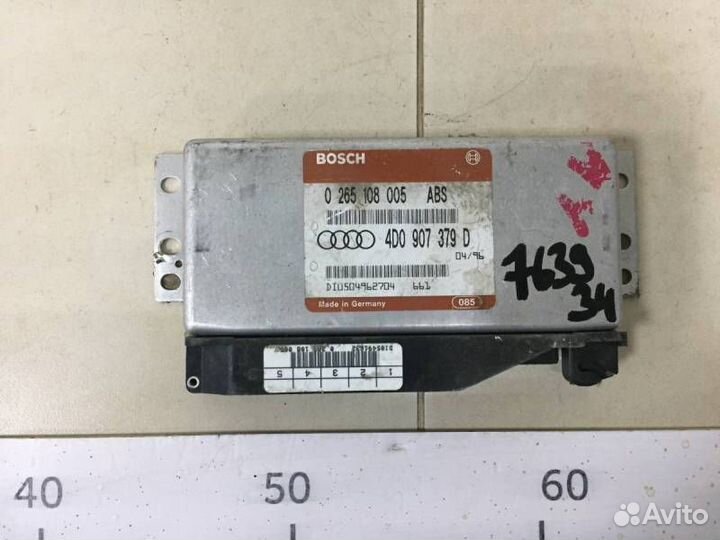 BOSCH
0 265 108 005 ABS
4D0 907 379 D
04/96
DIU504962704 661
Made in Germany 085
7639
34
1 2 3 4 5
40 50 60
Avito